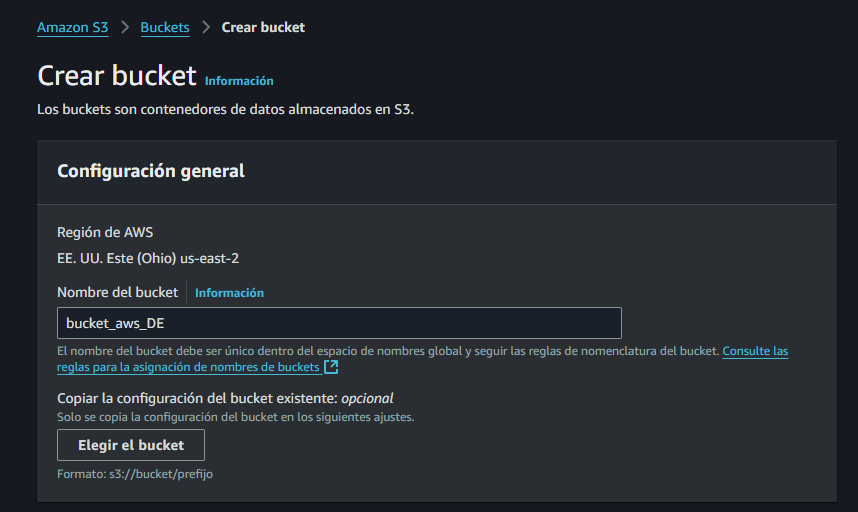 Amazon S3 > Buckets > Crear bucket
Crear bucket Información
Los buckets son contenedores de datos almacenados en S3.
Configuración general
Región de AWS
EE. UU. Este (Ohio) us-east-2
Nombre del bucket Información
bucket_aws_DE
El nombre del bucket debe ser único dentro del espacio de nombres global y seguir las reglas de nomenclatura del bucket. Consulte las
reglas para la asignación de nombres de buckets
Copiar la configuración del bucket existente: opcional
Solo se copia la configuración del bucket en los siguientes ajustes.
Elegir el bucket
Formato: s3://bucket/prefijo